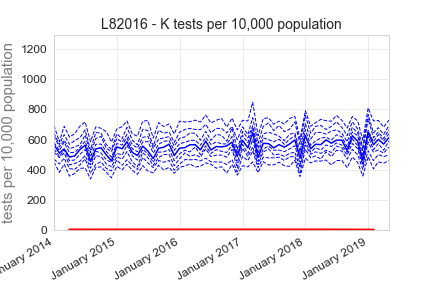 L82016 - K tests per 10,000 population
tests per 10,000 population
1200
1000
800
600
400
200
0
nuary 2014
January 2015
January 2016
January 2017
January 2018
January 2019